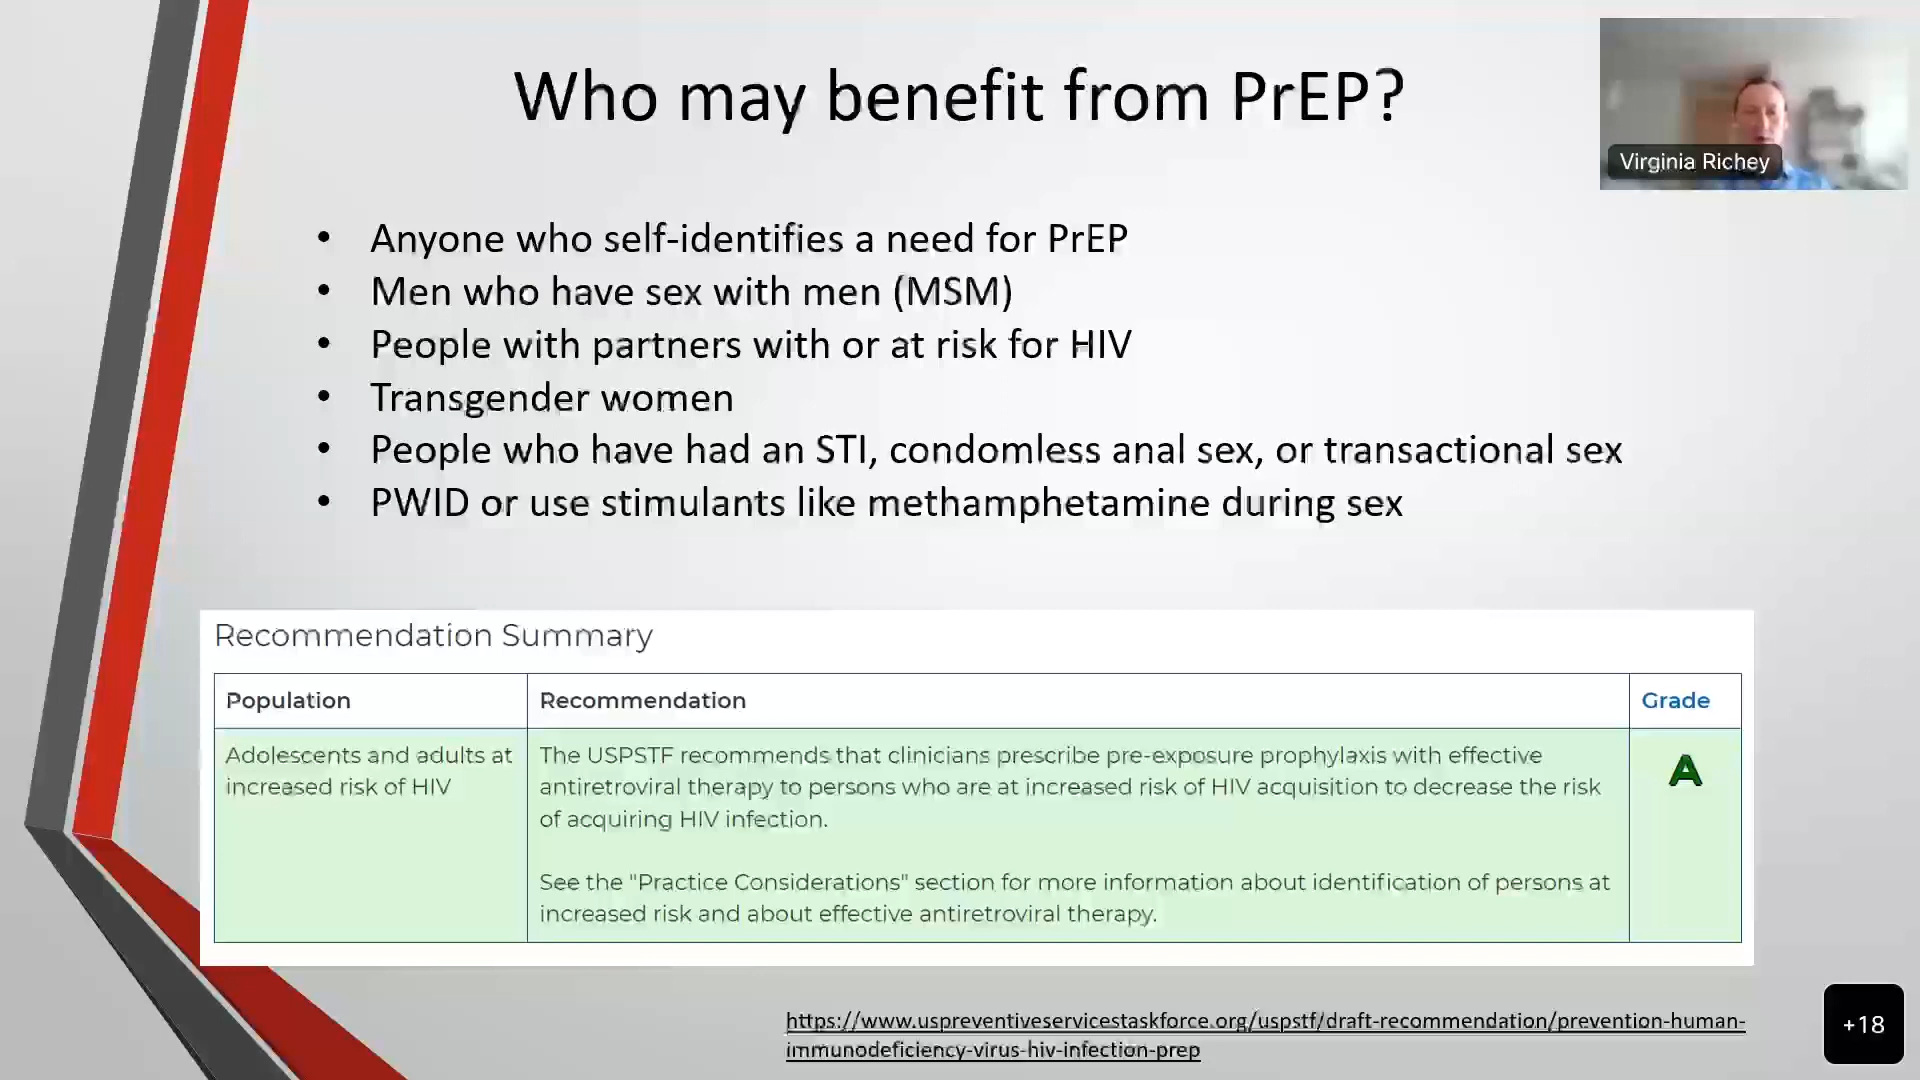 Who may benefit from PrEP?
Virginia Richey
• Anyone who self-identifies a need for PrEP
• Men who have sex with men (MSM)
• People with partners with or at risk for HIV
• Transgender women
• People who have had an STI, condomless anal sex, or transactional sex
• PWID or use stimulants like methamphetamine during sex
Recommendation Summary
Population Recommendation Grade
Adolescents and adults at
increased risk of HIV
The USPSTF recommends that clinicians prescribe pre-exposure prophylaxis with effective
antiretroviral therapy to persons who are at increased risk of HIV acquisition to decrease the risk
of acquiring HIV infection.
See the "Practice Considerations" section for more information about identification of persons at
increased risk and about effective antiretroviral therapy.
A
https://www.uspreventiveservicestaskforce.org/uspstf/draft-recommendation/prevention-human-
immunodeficiency-virus-hiv-infection-prep
+18